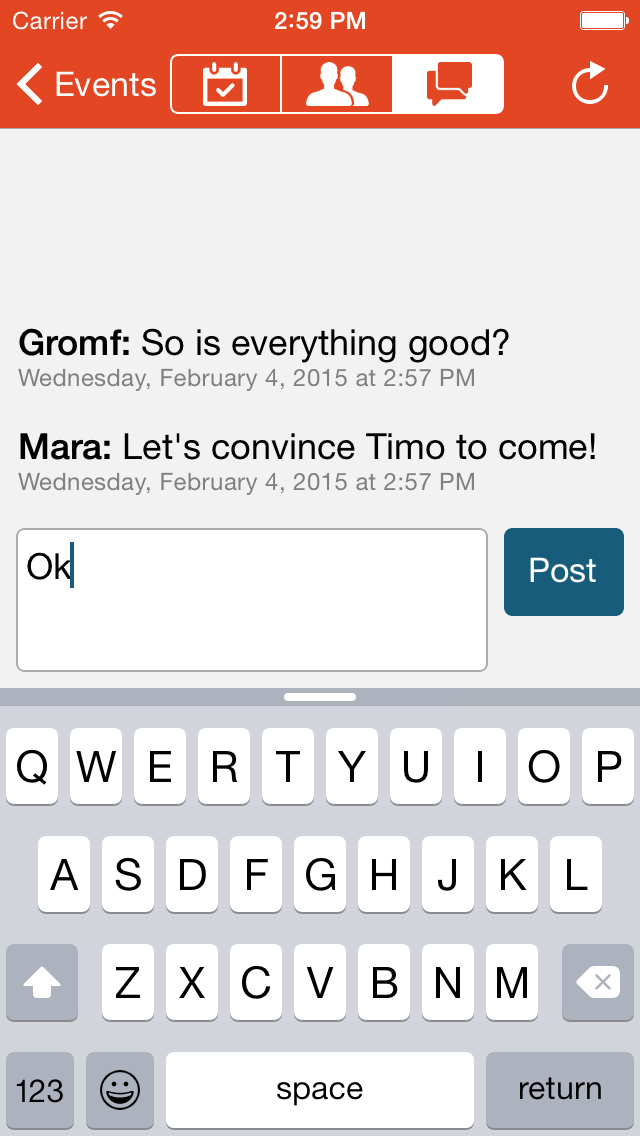 Carrier 2:59 PM
Events
Gromf: So is everything good?
Wednesday, February 4, 2015 at 2:57 PM
Mara: Let's convince Timo to come!
Wednesday, February 4, 2015 at 2:57 PM
Ok
Post
Q W E R T Y U I O P
A S D F G H J K L
Z X C V B N M
123 space return